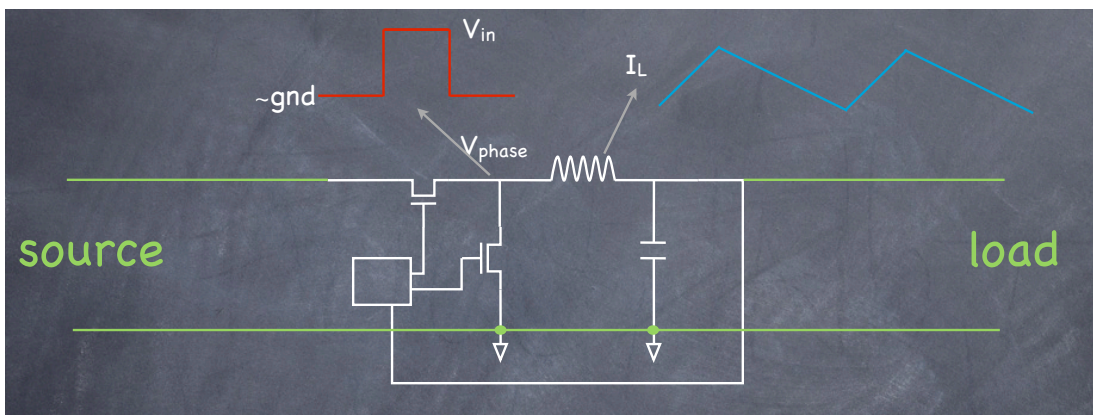 V_in
~gnd
I_L
V_phase
source
load